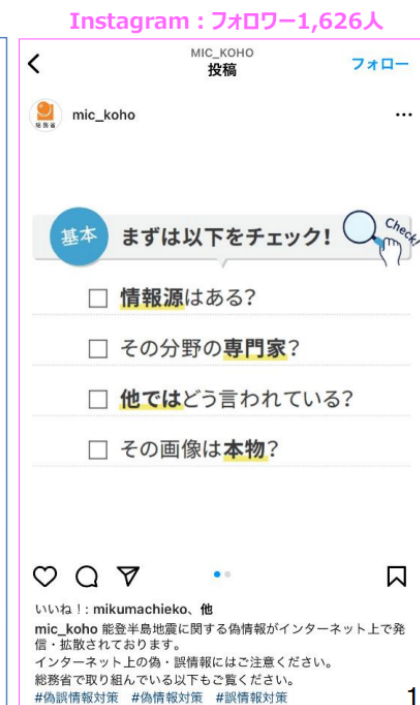 Instagram：フォロワー1,626人
MIC_KOHO
投稿
フォロー
総務省
mic_koho
基本
まずは以下をチェック!
Check!
情報源はある?
その分野の専門家?
他ではどう言われている?
その画像は本物?
いいね！: mikumachieko、他
mic_koho 能登半島地震に関する偽情報がインターネット上で発
信・拡散されております。
インターネット上の偽・誤情報にはご注意ください。
総務省で取り組んでいる以下もご覧ください。
#偽誤情報対策 #偽情報対策 #誤情報対策
1